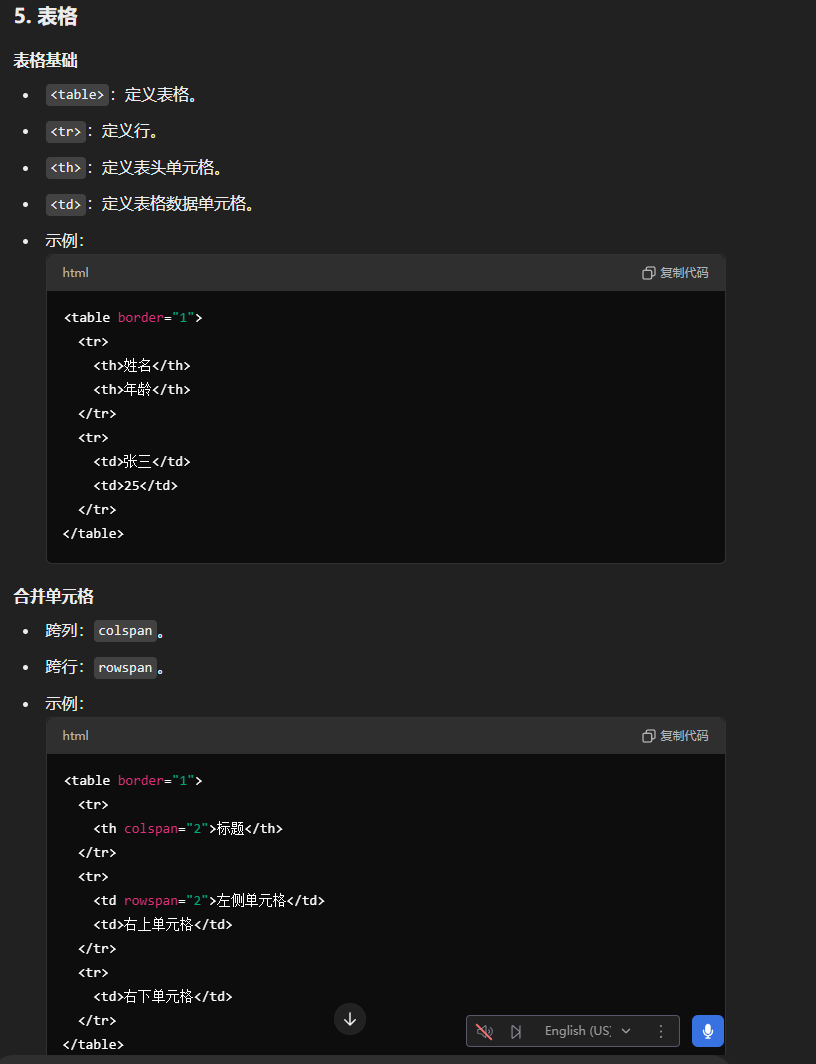 5. 表格
表格基础
<table>：定义表格。
<tr>：定义行。
<th>：定义表头单元格。
<td>：定义表格数据单元格。
示例：
html 复制代码
<table border="1">
<tr>
<th>姓名</th>
<th>年龄</th>
</tr>
<tr>
<td>张三</td>
<td>25</td>
</tr>
</table>
合并单元格
跨列：colspan。
跨行：rowspan。
示例：
html 复制代码
<table border="1">
<tr>
<th colspan="2">标题</th>
</tr>
<tr>
<td rowspan="2">左侧单元格</td>
<td>右上单元格</td>
</tr>
<tr>
<td>右下单元格</td>
</tr>
</table>
English (US)